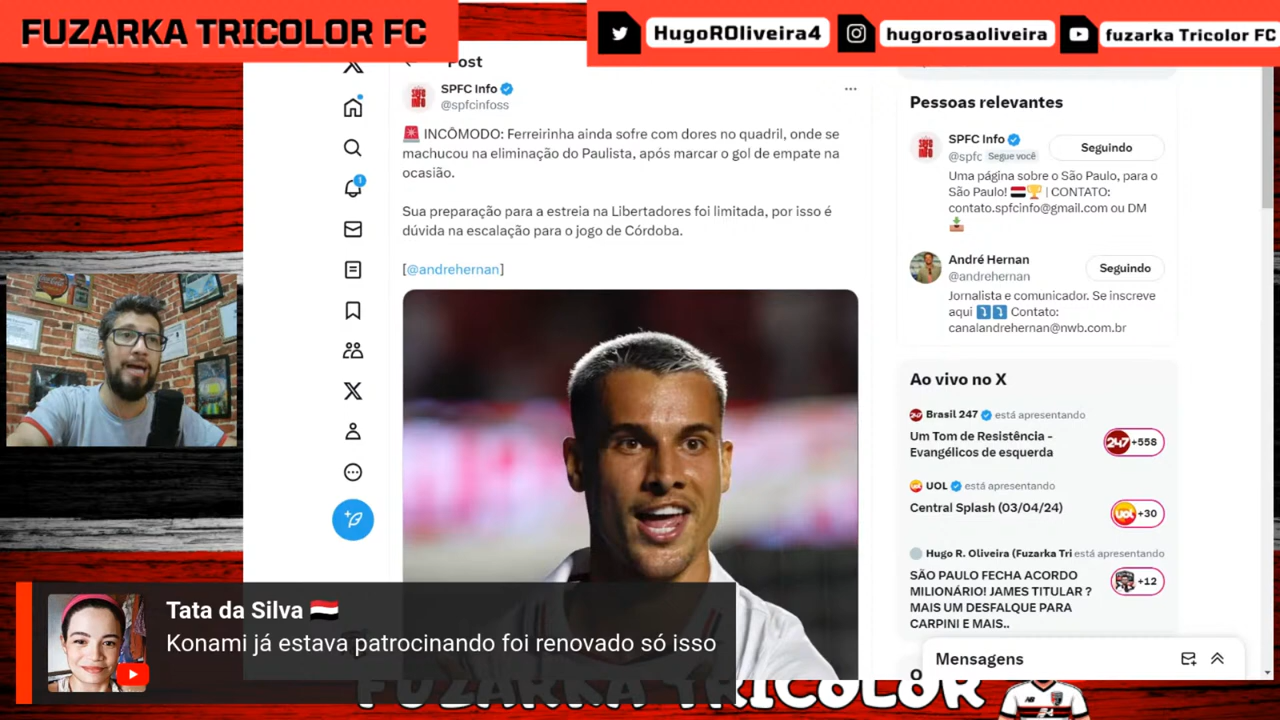 FUZARKA TRICOLOR FC
HugoROliveira4
hugorosaoliveira
fuzarka Tricolor FC
Post
SPFC Info
@spfcinfoss
🚨 INCÔMODO: Ferreirinha ainda sofre com dores no quadril, onde se
machucou na eliminação do Paulista, após marcar o gol de empate na
ocasião.
Sua preparação para a estreia na Libertadores foi limitada, por isso é
dúvida na escalação para o jogo de Córdoba.
[@andrehernan]
Pessoas relevantes
SPFC Info
@spfc Segue você
Seguindo
Uma página sobre o São Paulo, para o
São Paulo! 🇾🇪🏆 | CONTATO:
contato.spfcinfo@gmail.com ou DM
📥
André Hernan
@andrehernan
Seguindo
Jornalista e comunicador. Se inscreve
aqui ⤵️⤵️ Contato:
canalandrehernan@nwb.com.br
Ao vivo no X
Brasil 247 está apresentando
Um Tom de Resistência -
Evangélicos de esquerda
247 +558
UOL está apresentando
Central Splash (03/04/24)
UOL +30
Hugo R. Oliveira (Fuzarka Tri está apresentando
SÃO PAULO FECHA ACORDO
MILIONÁRIO! JAMES TITULAR ?
MAIS UM DESFALQUE PARA
CARPINI E MAIS..
+12
Mensagens
Tata da Silva 🇾🇪
Konami já estava patrocinando foi renovado só isso
FUZARKA TRICOLOR